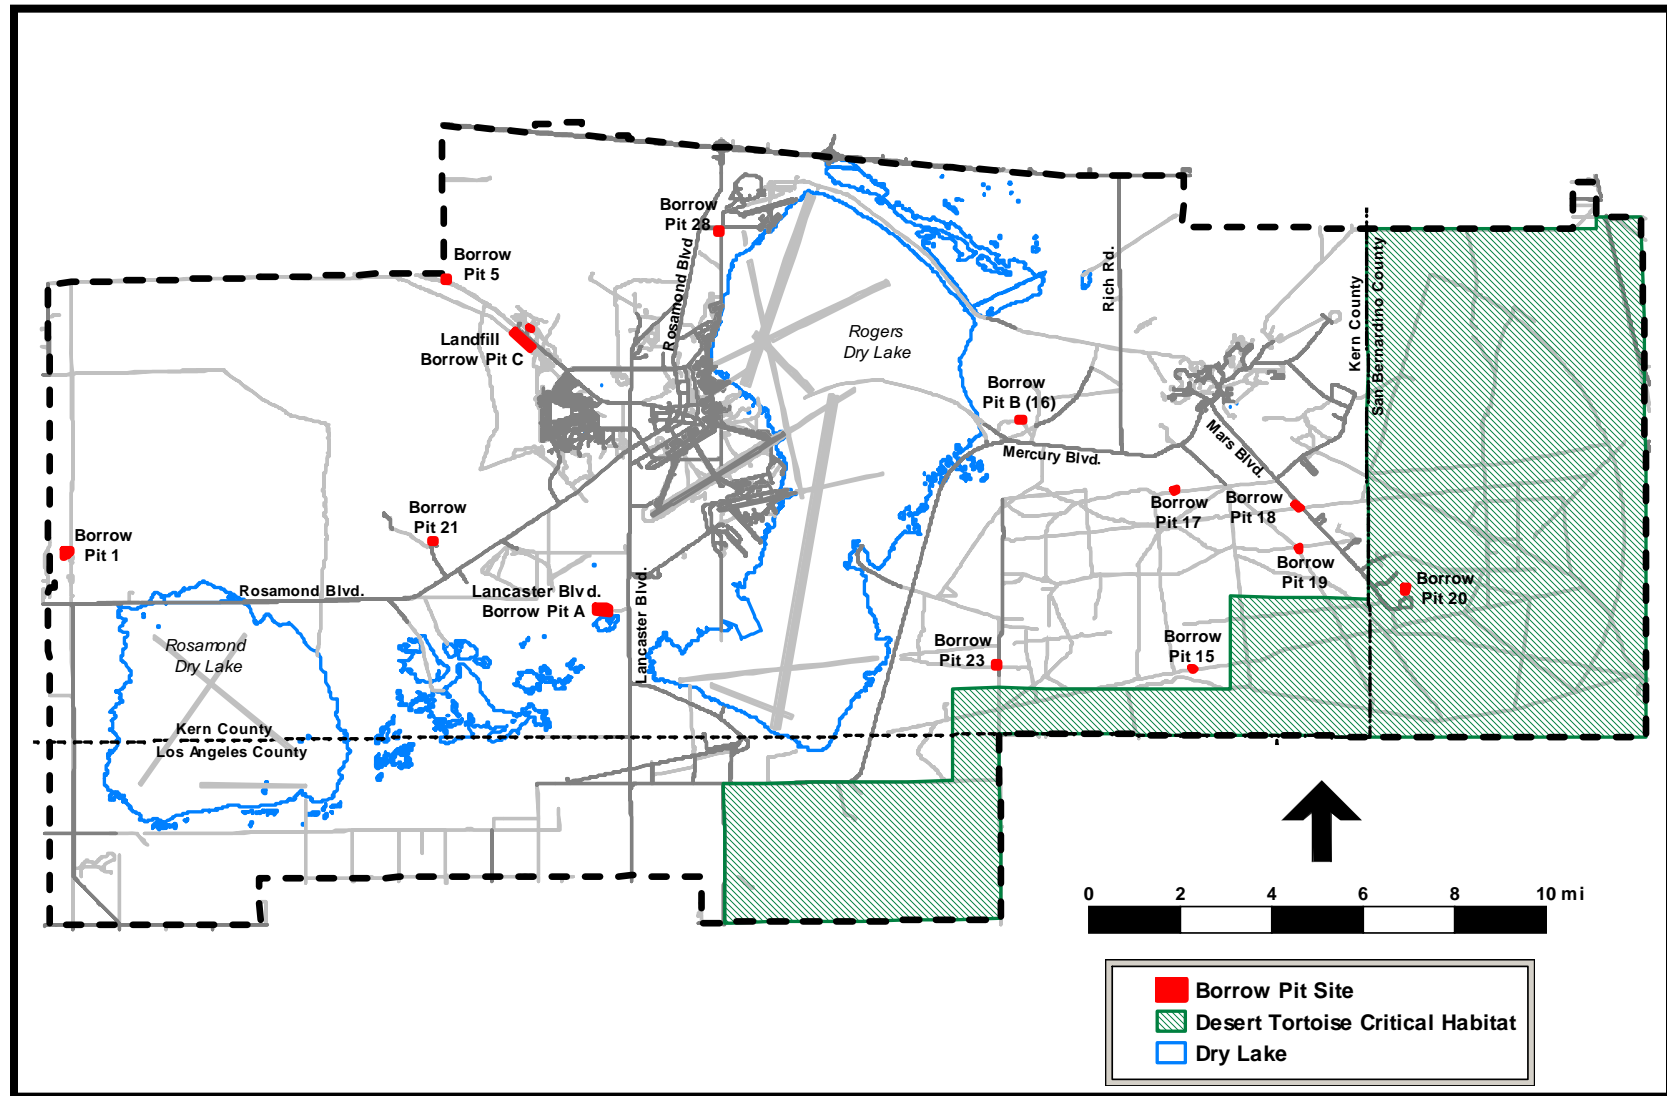 Borrow
Pit 28
Borrow
Pit 5
Rosamond Blvd
Landfill
Borrow Pit C
Rogers
Dry Lake
Rich Rd.
Kern County
San Bernardino County
Borrow
Pit B (16)
Mercury Blvd.
Mars Blvd.
Borrow
Pit 17
Borrow
Pit 18
Borrow
Pit 21
Borrow
Pit 1
Borrow
Pit 19
Borrow
Pit 20
Rosamond Blvd.
Lancaster Blvd.
Borrow Pit A
Lancaster Blvd.
Borrow
Pit 23
Borrow
Pit 15
Rosamond
Dry Lake
Kern County
Los Angeles County
0 2 4 6 8 10 mi
Borrow Pit Site
Desert Tortoise Critical Habitat
Dry Lake